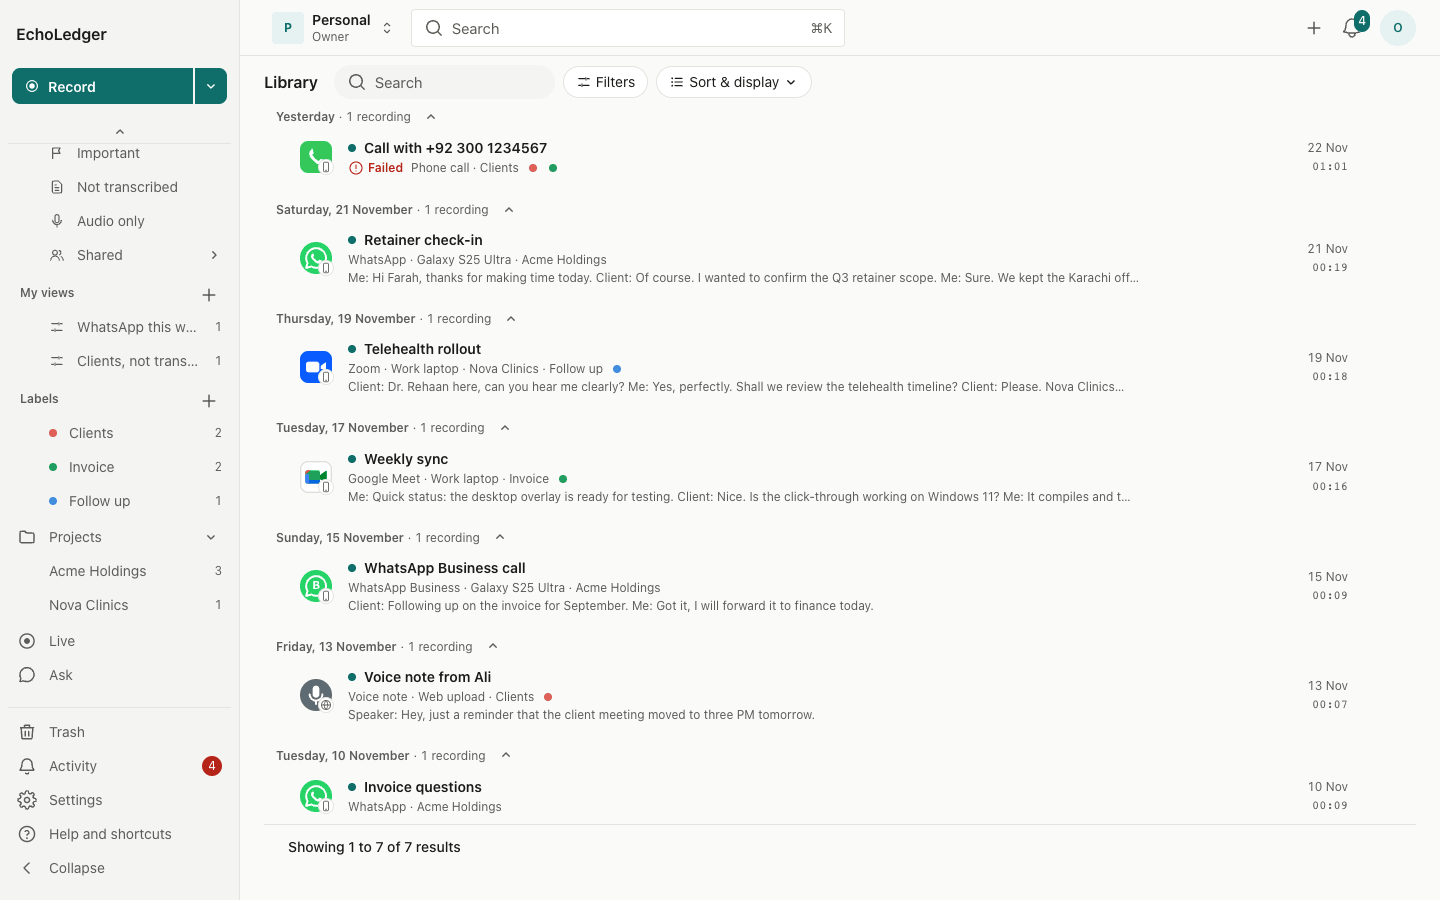 EchoLedger
Record
Important
Not transcribed
Audio only
Shared
My views
WhatsApp this w... 1
Clients, not trans... 1
Labels
Clients 2
Invoice 2
Follow up 1
Projects
Acme Holdings 3
Nova Clinics 1
Live
Ask
Trash
Activity 4
Settings
Help and shortcuts
Collapse
P
Personal
Owner
Search ⌘K
4
O
Library
Search
Filters
Sort & display
Yesterday · 1 recording
Call with +92 300 1234567
22 Nov
Failed Phone call · Clients
01:01
Saturday, 21 November · 1 recording
Retainer check-in
21 Nov
WhatsApp · Galaxy S25 Ultra · Acme Holdings
00:19
Me: Hi Farah, thanks for making time today. Client: Of course. I wanted to confirm the Q3 retainer scope. Me: Sure. We kept the Karachi off...
Thursday, 19 November · 1 recording
Telehealth rollout
19 Nov
Zoom · Work laptop · Nova Clinics · Follow up
00:18
Client: Dr. Rehaan here, can you hear me clearly? Me: Yes, perfectly. Shall we review the telehealth timeline? Client: Please. Nova Clinics...
Tuesday, 17 November · 1 recording
Weekly sync
17 Nov
Google Meet · Work laptop · Invoice
00:16
Me: Quick status: the desktop overlay is ready for testing. Client: Nice. Is the click-through working on Windows 11? Me: It compiles and t...
Sunday, 15 November · 1 recording
WhatsApp Business call
15 Nov
B
WhatsApp Business · Galaxy S25 Ultra · Acme Holdings
00:09
Client: Following up on the invoice for September. Me: Got it, I will forward it to finance today.
Friday, 13 November · 1 recording
Voice note from Ali
13 Nov
Voice note · Web upload · Clients
00:07
Speaker: Hey, just a reminder that the client meeting moved to three PM tomorrow.
Tuesday, 10 November · 1 recording
Invoice questions
10 Nov
WhatsApp · Acme Holdings
00:09
Showing 1 to 7 of 7 results